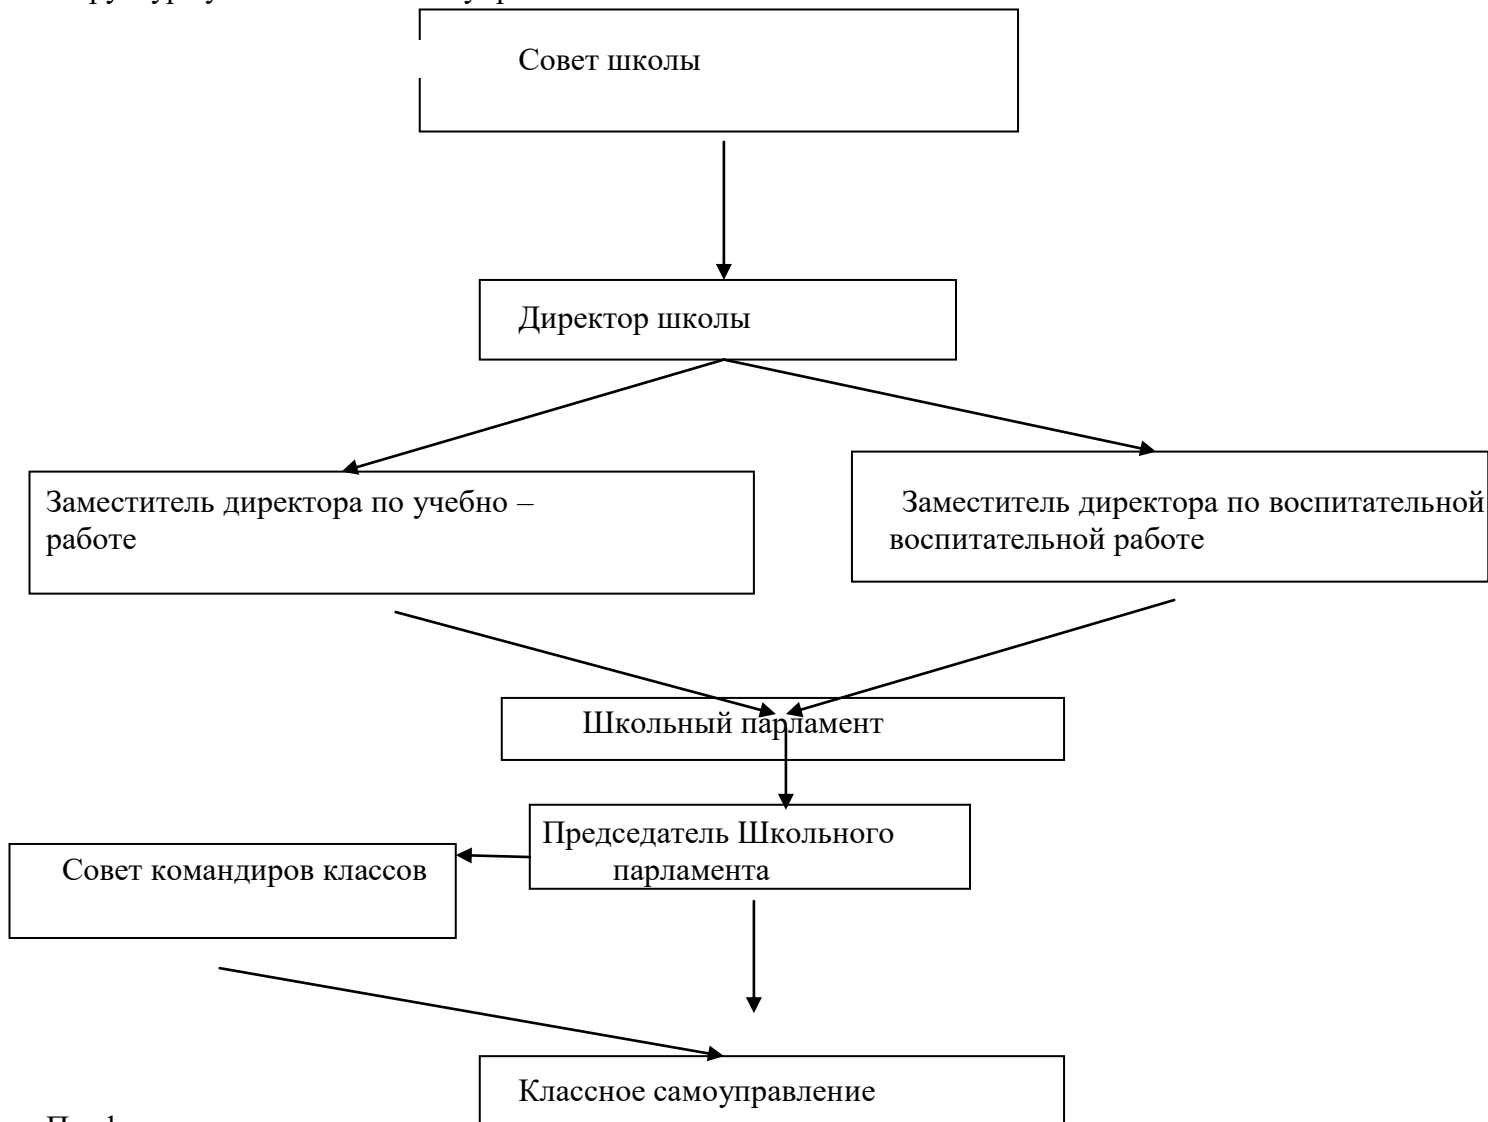 Совет школы
Директор школы
Заместитель директора по учебно –
работе
Заместитель директора по воспитательной
воспитательной работе
Школьный парламент
Председатель Школьного
парламента
Совет командиров классов
Классное самоуправление